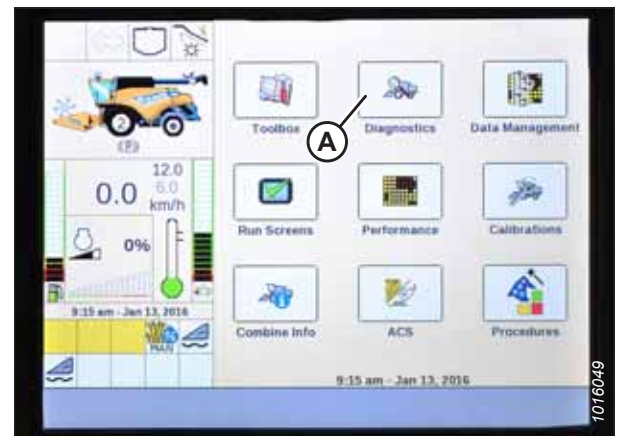 12.0
6.0
0.0
km/h
0%
9:15 am - Jan 13, 2016
MAN
Toolbox
Diagnostics
Data Management
A
Run Screens
Performance
Calibrations
Combine Info
ACS
Procedures
9:15 am - Jan 13, 2016
1016049